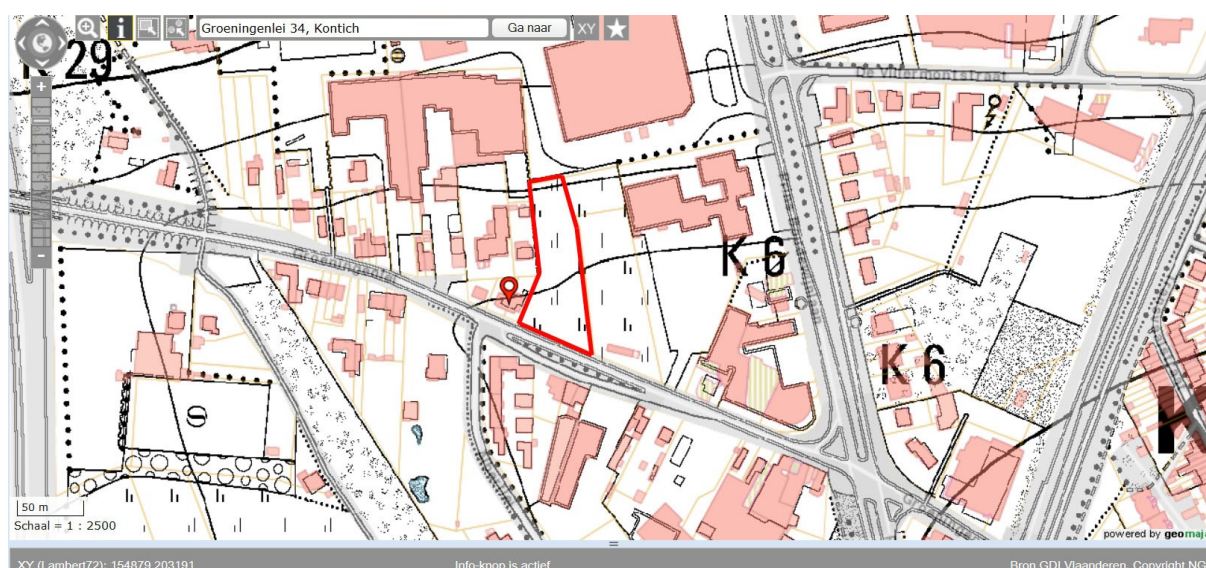 Groeningenlei 34, Kontich
Ga naar
XY
K 29
De Villermontstraat
K 6
K 6
50 m
Schaal = 1 : 2500
powered by geomaja
XY (Lambert72): 154879 203191
Info-knop is actief
Bron GDI Vlaanderen, Copyright NG